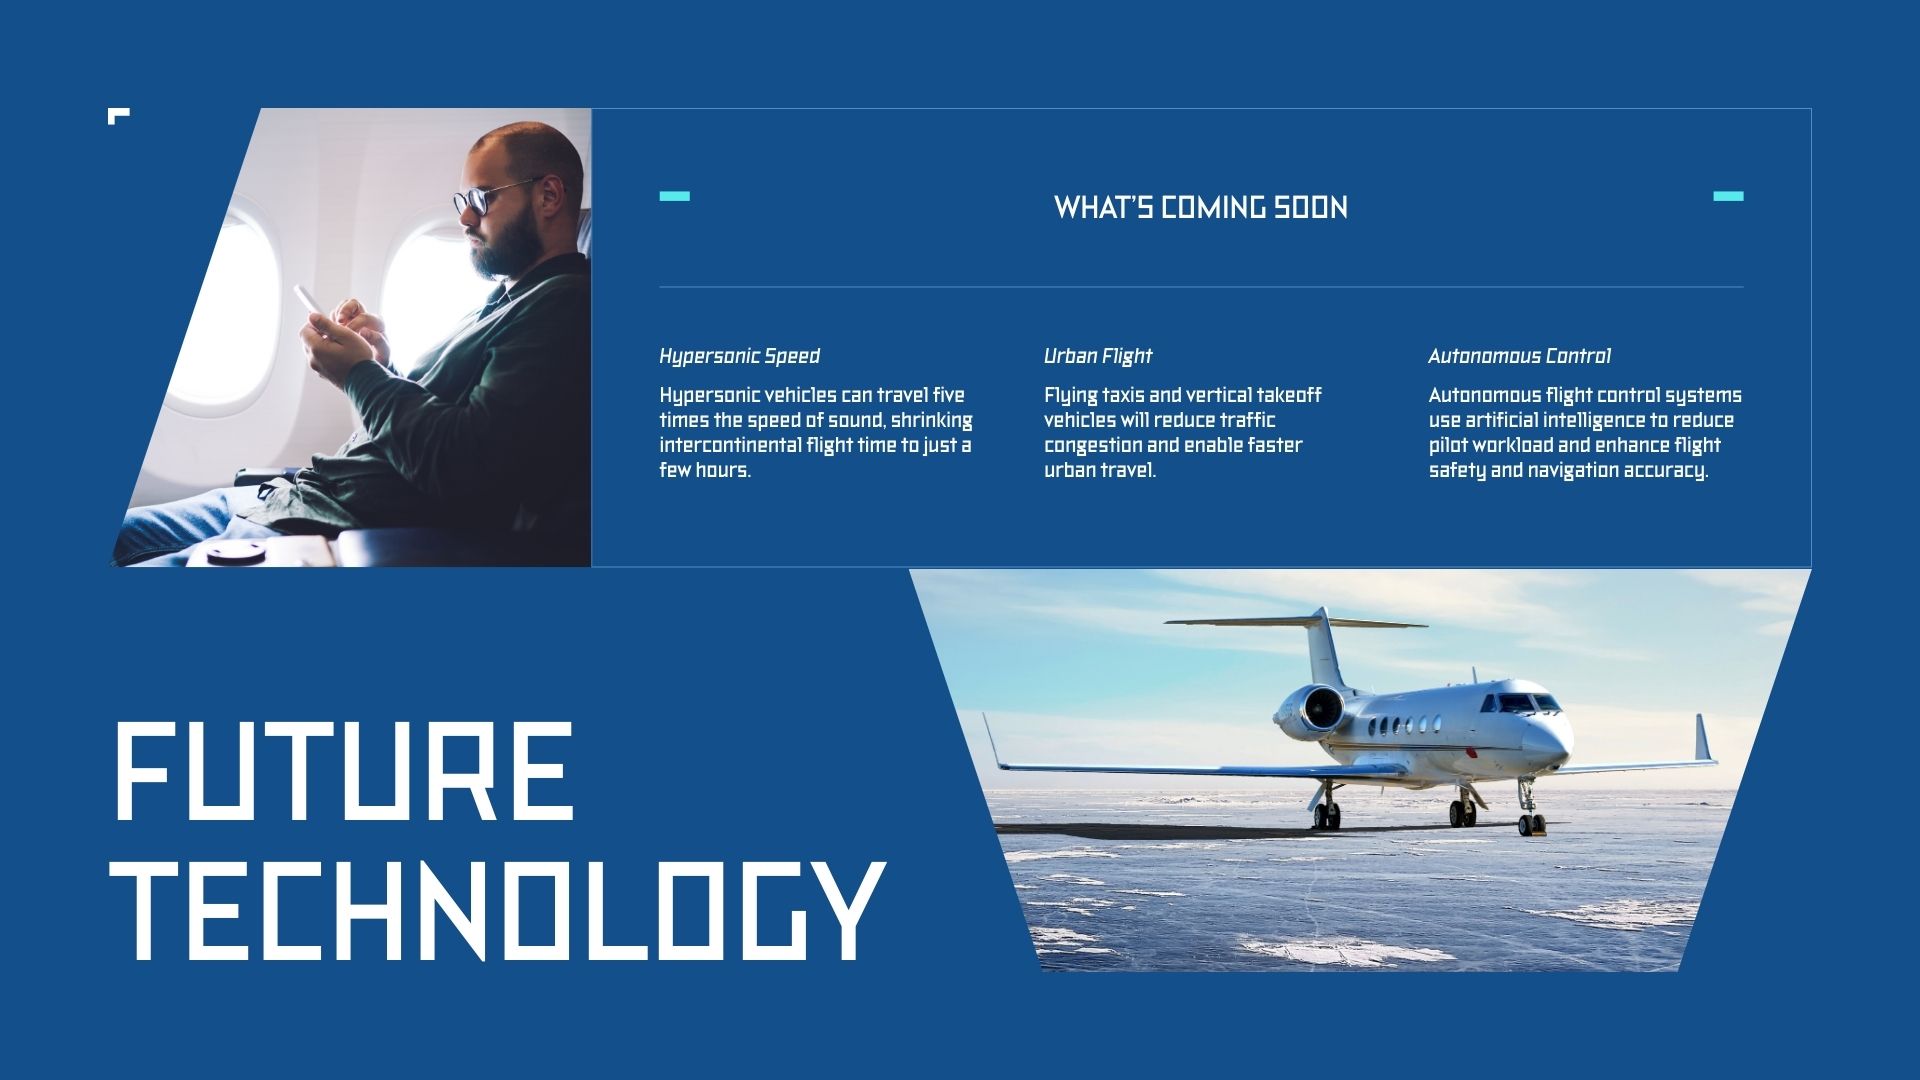 WHAT'S COMING SOON
Hypersonic Speed
Hypersonic vehicles can travel five
times the speed of sound, shrinking
intercontinental flight time to just a
few hours.
Urban Flight
Flying taxis and vertical takeoff
vehicles will reduce traffic
congestion and enable faster
urban travel.
Autonomous Control
Autonomous flight control systems
use artificial intelligence to reduce
pilot workload and enhance flight
safety and navigation accuracy.
FUTURE
TECHNOLOGY